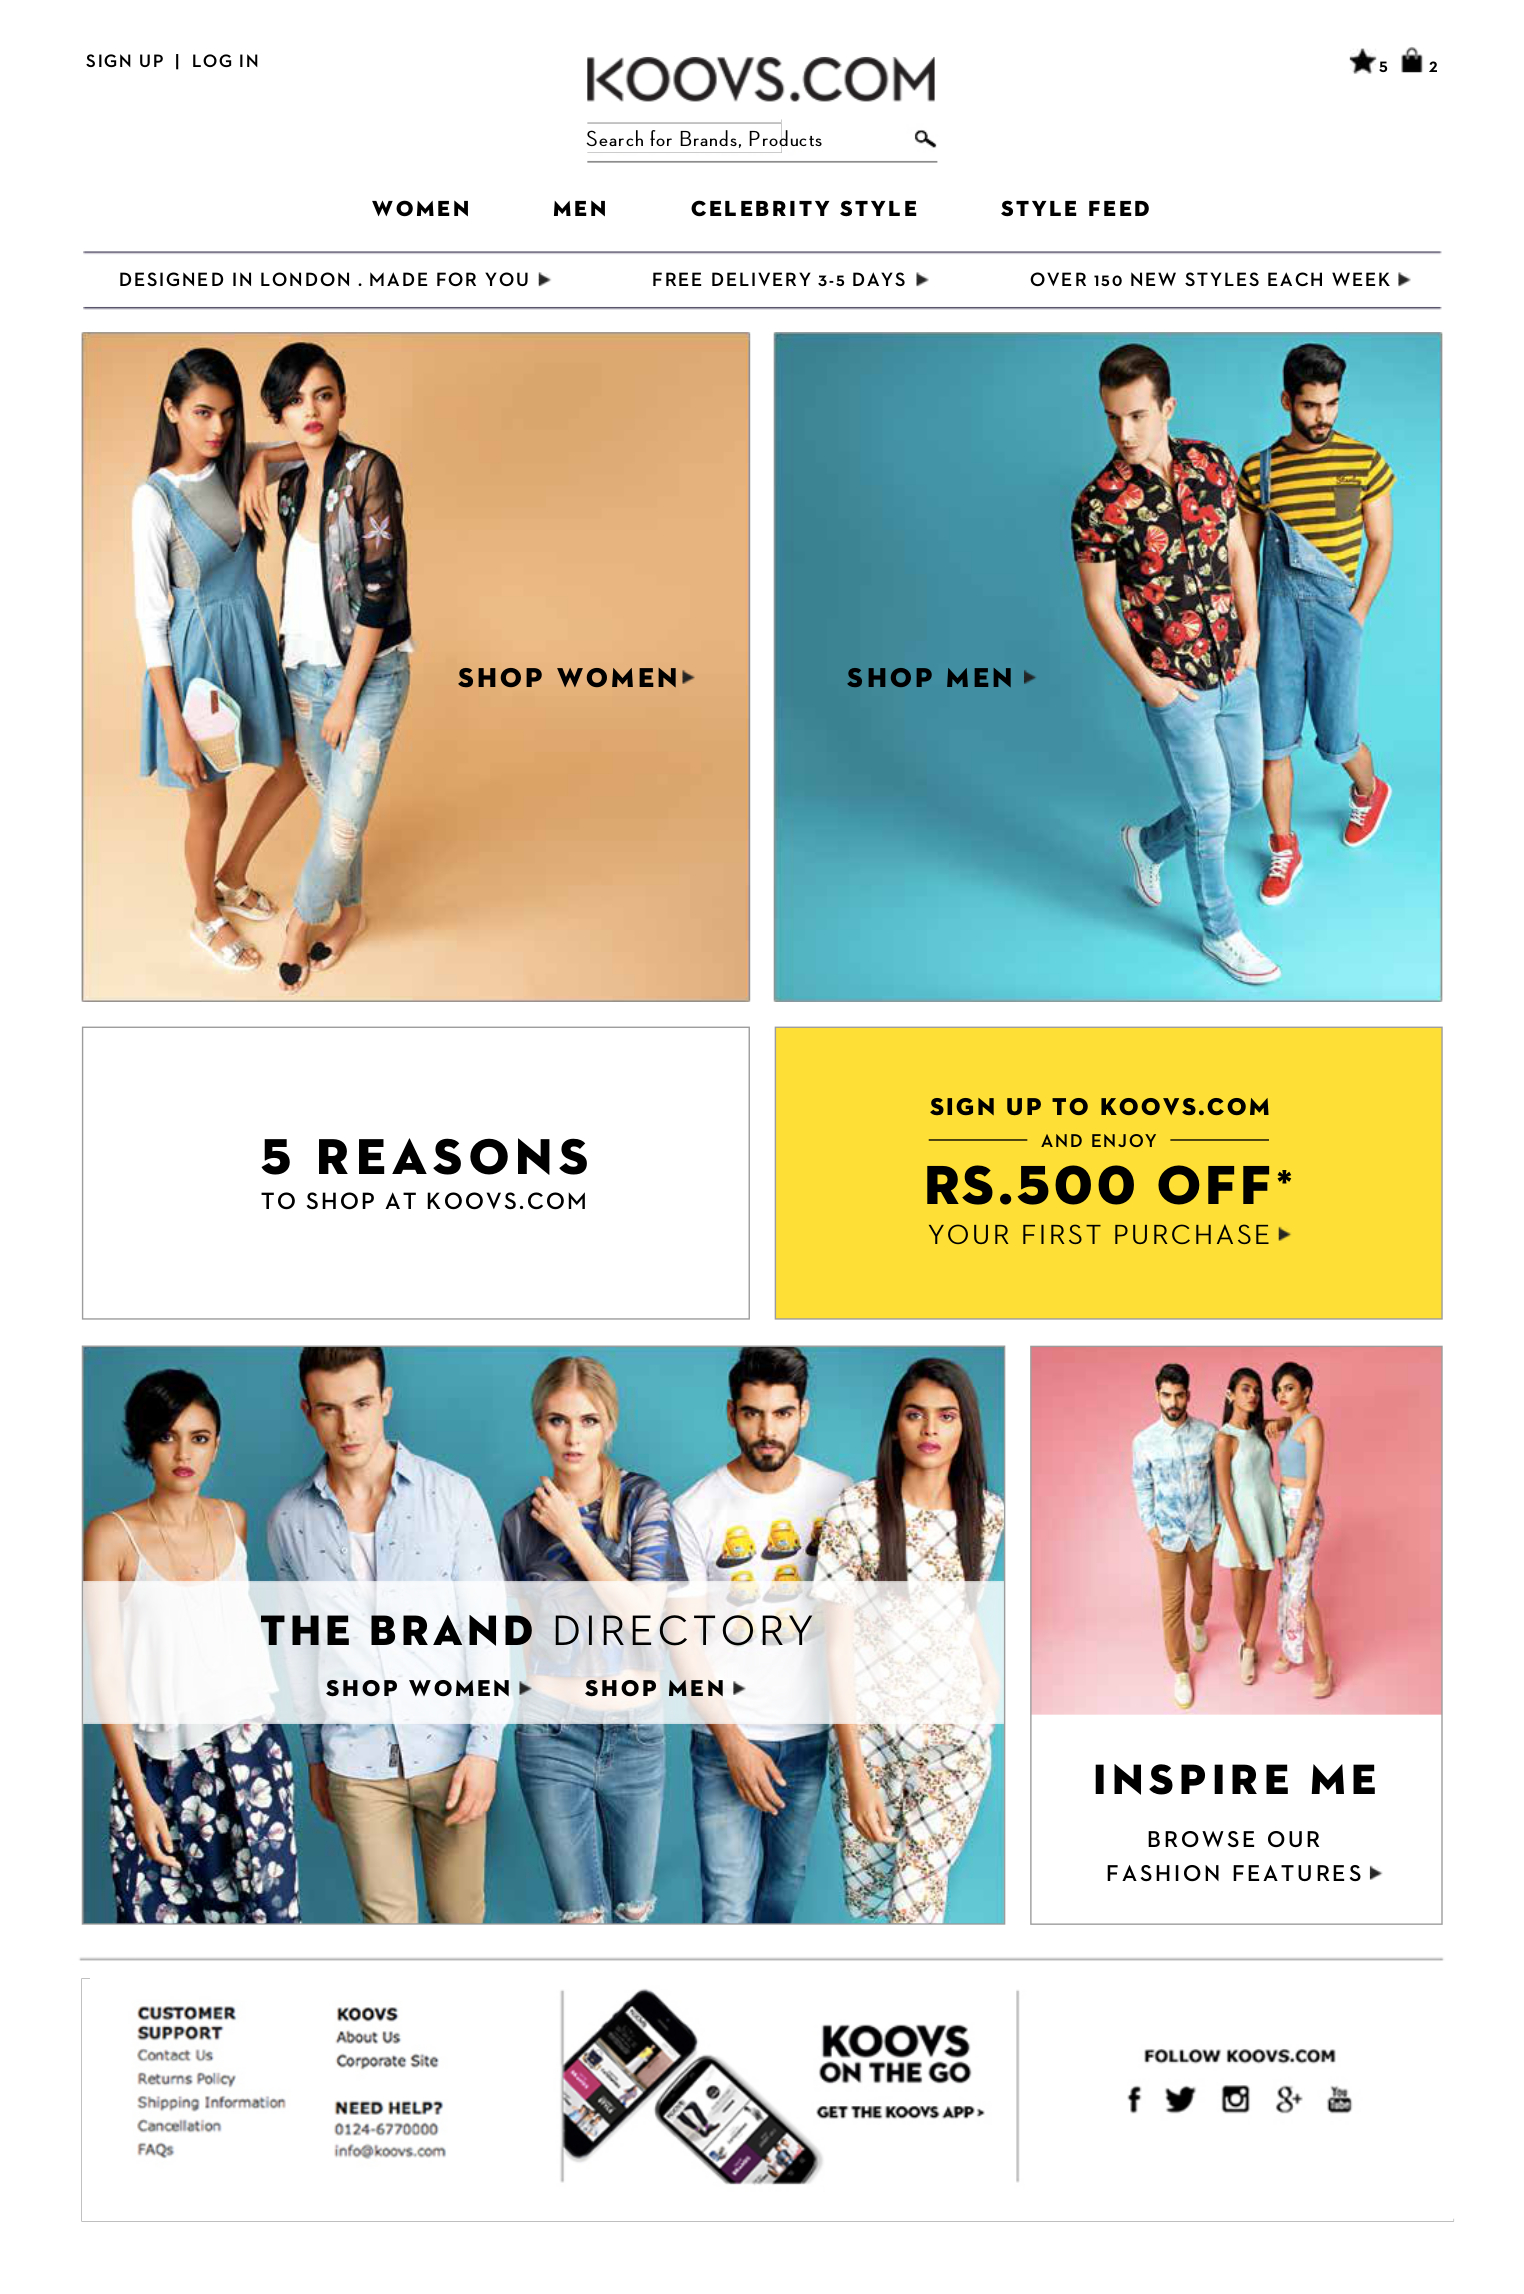 SIGN UP | LOG IN
KOOVS.COM
5
2
Search for Brands, Products
WOMEN
MEN
CELEBRITY STYLE
STYLE FEED
DESIGNED IN LONDON . MADE FOR YOU
FREE DELIVERY 3-5 DAYS
OVER 150 NEW STYLES EACH WEEK
SHOP WOMEN
SHOP MEN
5 REASONS
TO SHOP AT KOOVS.COM
SIGN UP TO KOOVS.COM
AND ENJOY
RS.500 OFF*
YOUR FIRST PURCHASE
THE BRAND DIRECTORY
SHOP WOMEN
SHOP MEN
INSPIRE ME
BROWSE OUR
FASHION FEATURES
CUSTOMER
SUPPORT
Contact Us
Returns Policy
Shipping Information
Cancellation
FAQs
KOOVS
About Us
Corporate Site
NEED HELP?
0124-6770000
info@koovs.com
KOOVS
ON THE GO
GET THE KOOVS APP >
FOLLOW KOOVS.COM
You
Tube